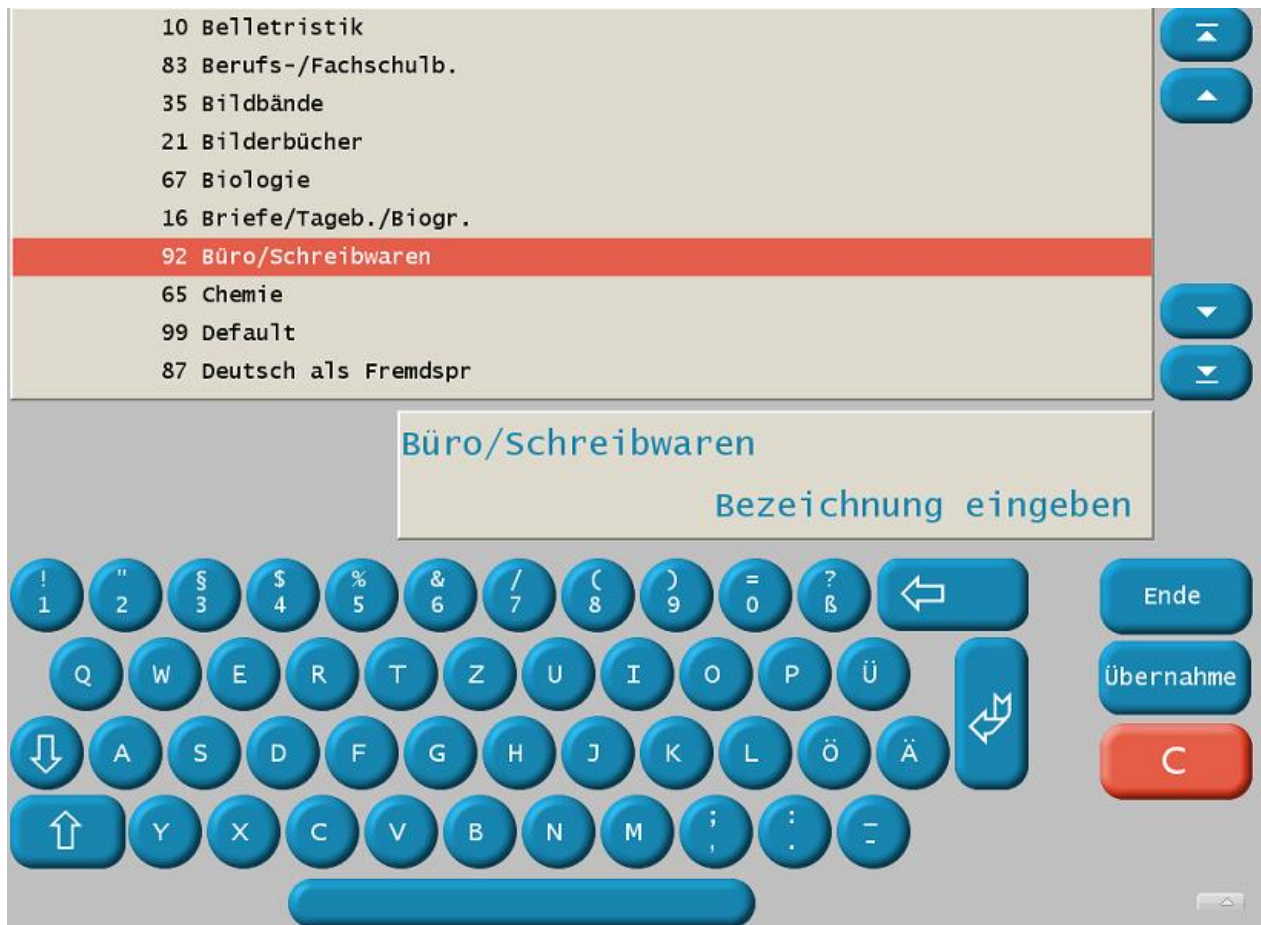 10 Belletristik
83 Berufs-/Fachschulb.
35 Bildbände
21 Bilderbücher
67 Biologie
16 Briefe/Tageb./Biogr.
92 Büro/Schreibwaren
65 Chemie
99 Default
87 Deutsch als Fremdspr
Büro/Schreibwaren
Bezeichnung eingeben
! " § $ % & / ( ) = ?
1 2 3 4 5 6 7 8 9 0 ß
Ende
Q W E R T Z U I O P Ü
Übernahme
A S D F G H J K L Ö Ä
C
Y X C V B N M ; : _
, . -